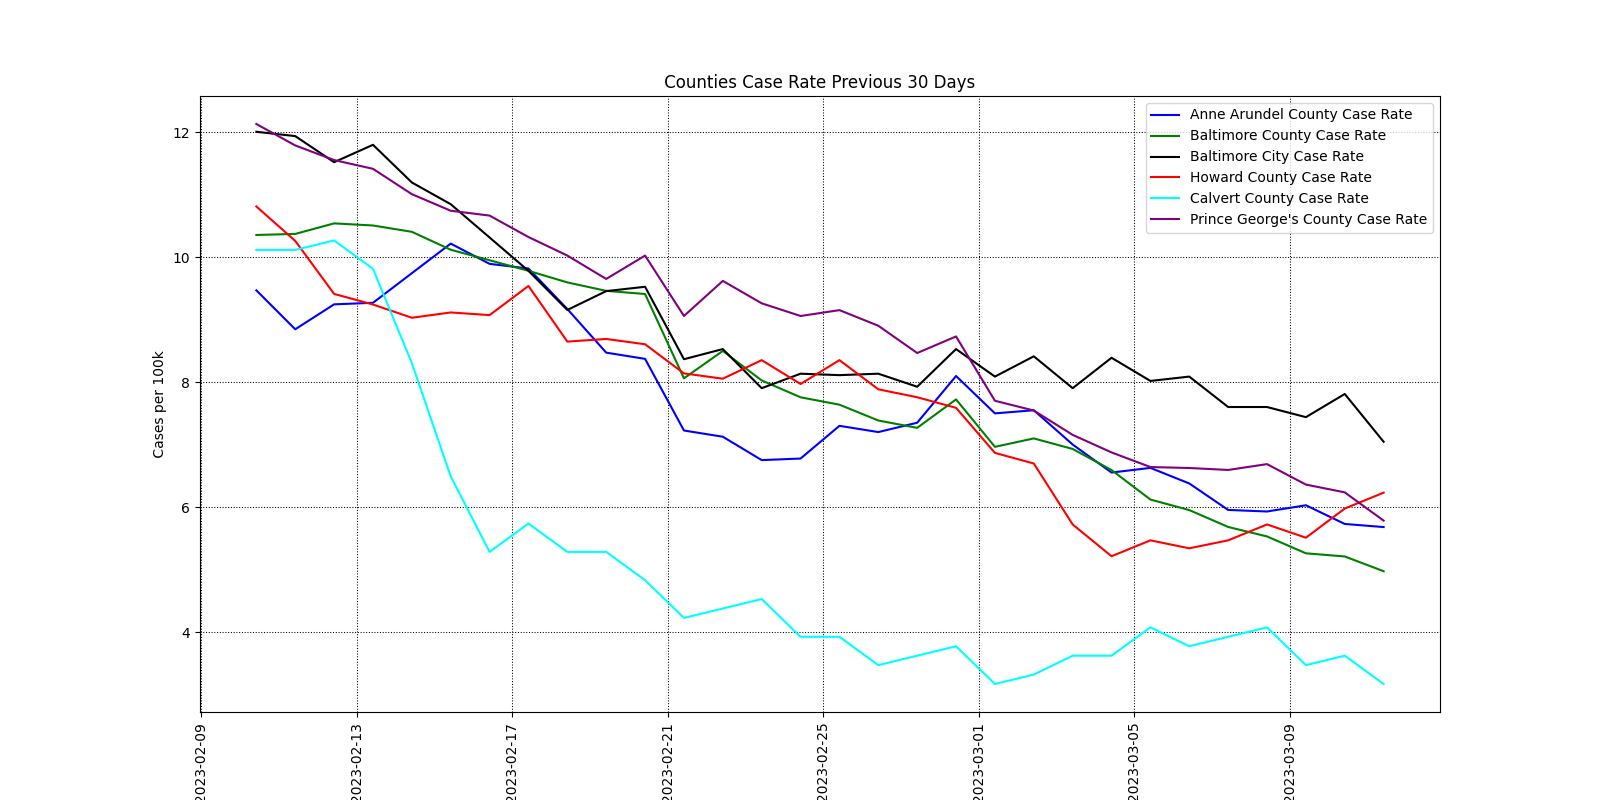 Counties Case Rate Previous 30 Days
Anne Arundel County Case Rate
Baltimore County Case Rate
Baltimore City Case Rate
Howard County Case Rate
Calvert County Case Rate
Prince George's County Case Rate
Cases per 100k
12
10
8
6
4
2023-02-09
2023-02-13
2023-02-17
2023-02-21
2023-02-25
2023-03-01
2023-03-05
2023-03-09